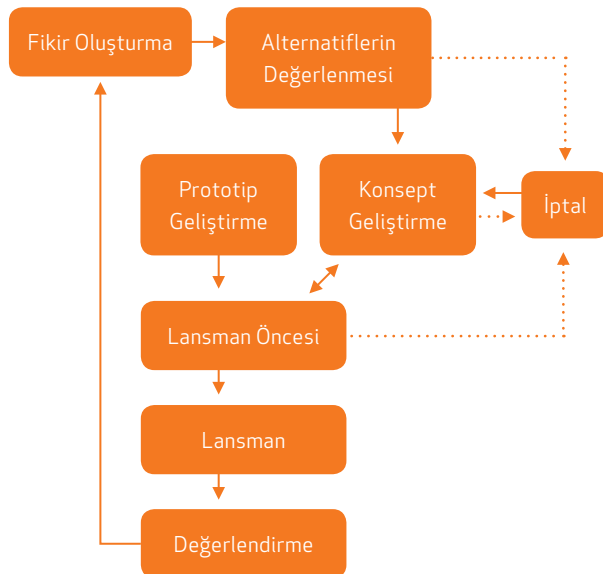 Fikir Oluşturma
Alternatiflerin
Değerlenmesi
Prototip
Geliştirme
Konsept
Geliştirme
İptal
Lansman Öncesi
Lansman
Değerlendirme